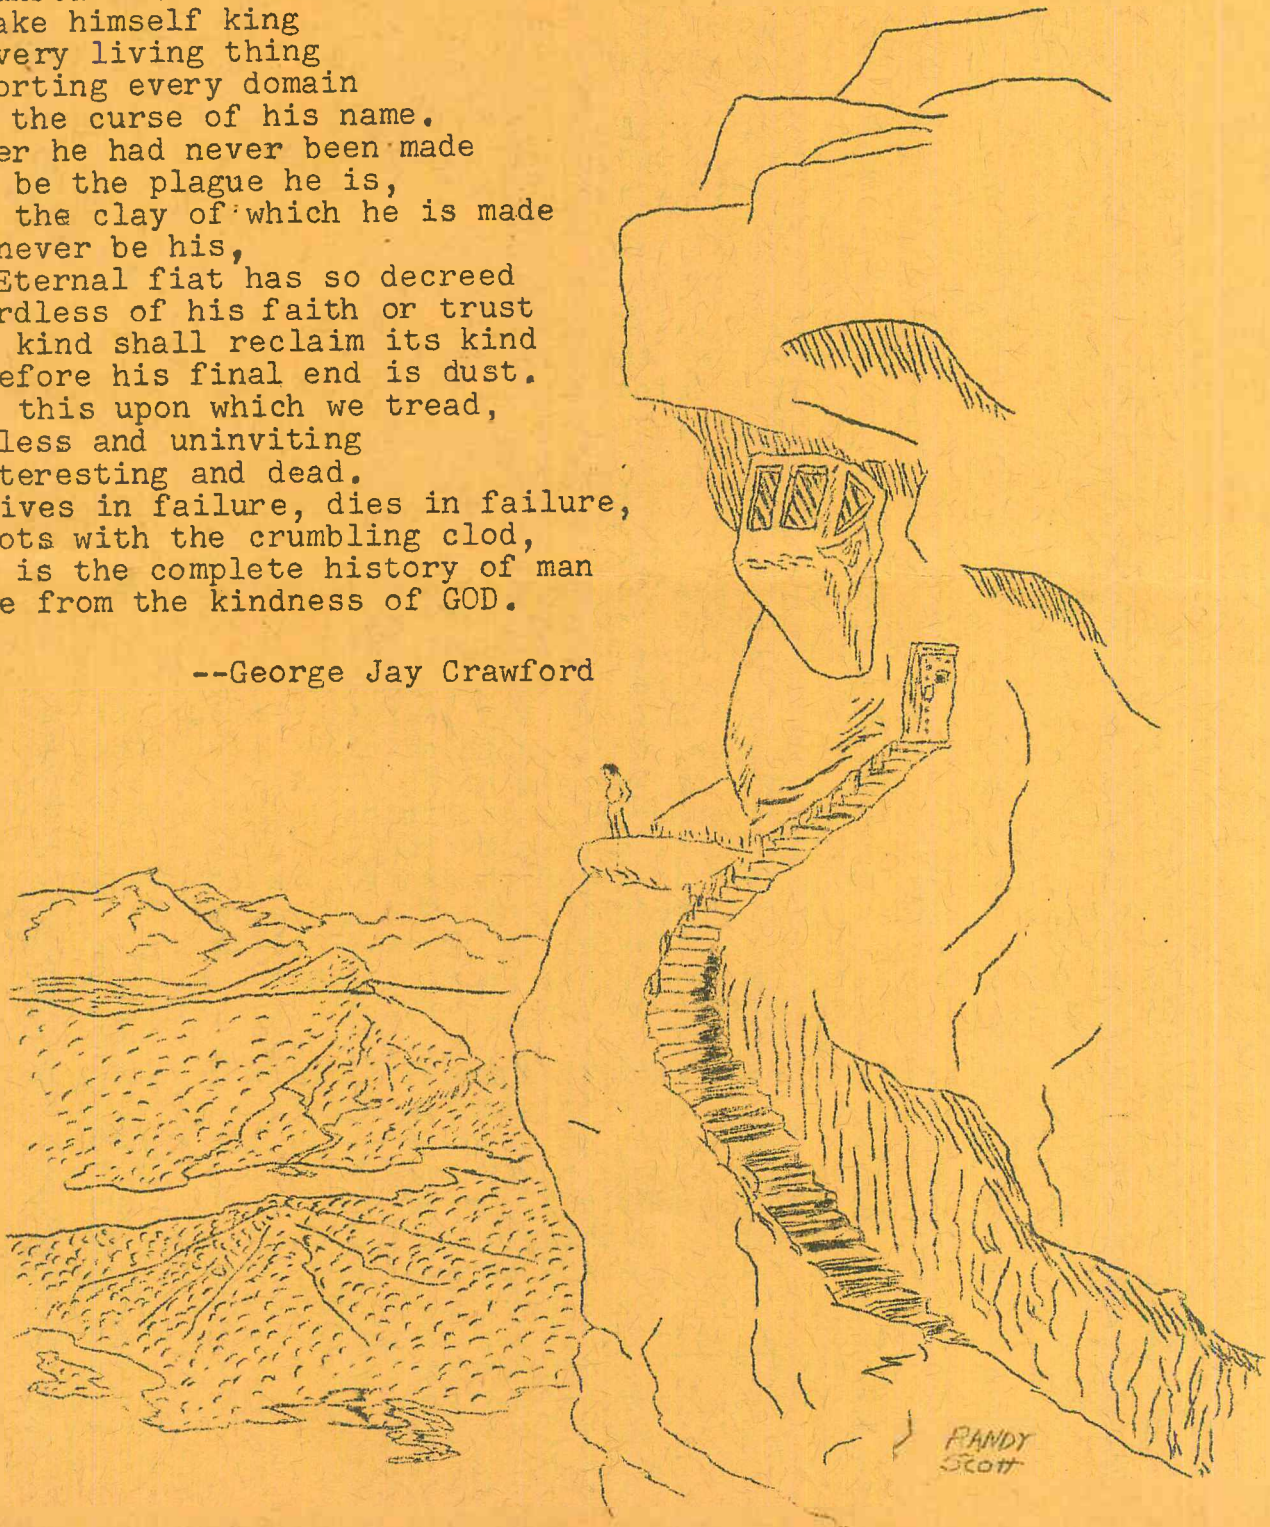 ake himself king
very living thing
orting every domain
the curse of his name.
er he had never been made
be the plague he is,
the clay of which he is made
never be his,
Eternal fiat has so decreed
rdless of his faith or trust
kind shall reclaim its kind
efore his final end is dust.
this upon which we tread,
less and uninviting
teresting and dead.
ives in failure, dies in failure,
ots with the crumbling clod,
is the complete history of man
e from the kindness of GOD.
--George Jay Crawford
RANDY
SCOTT